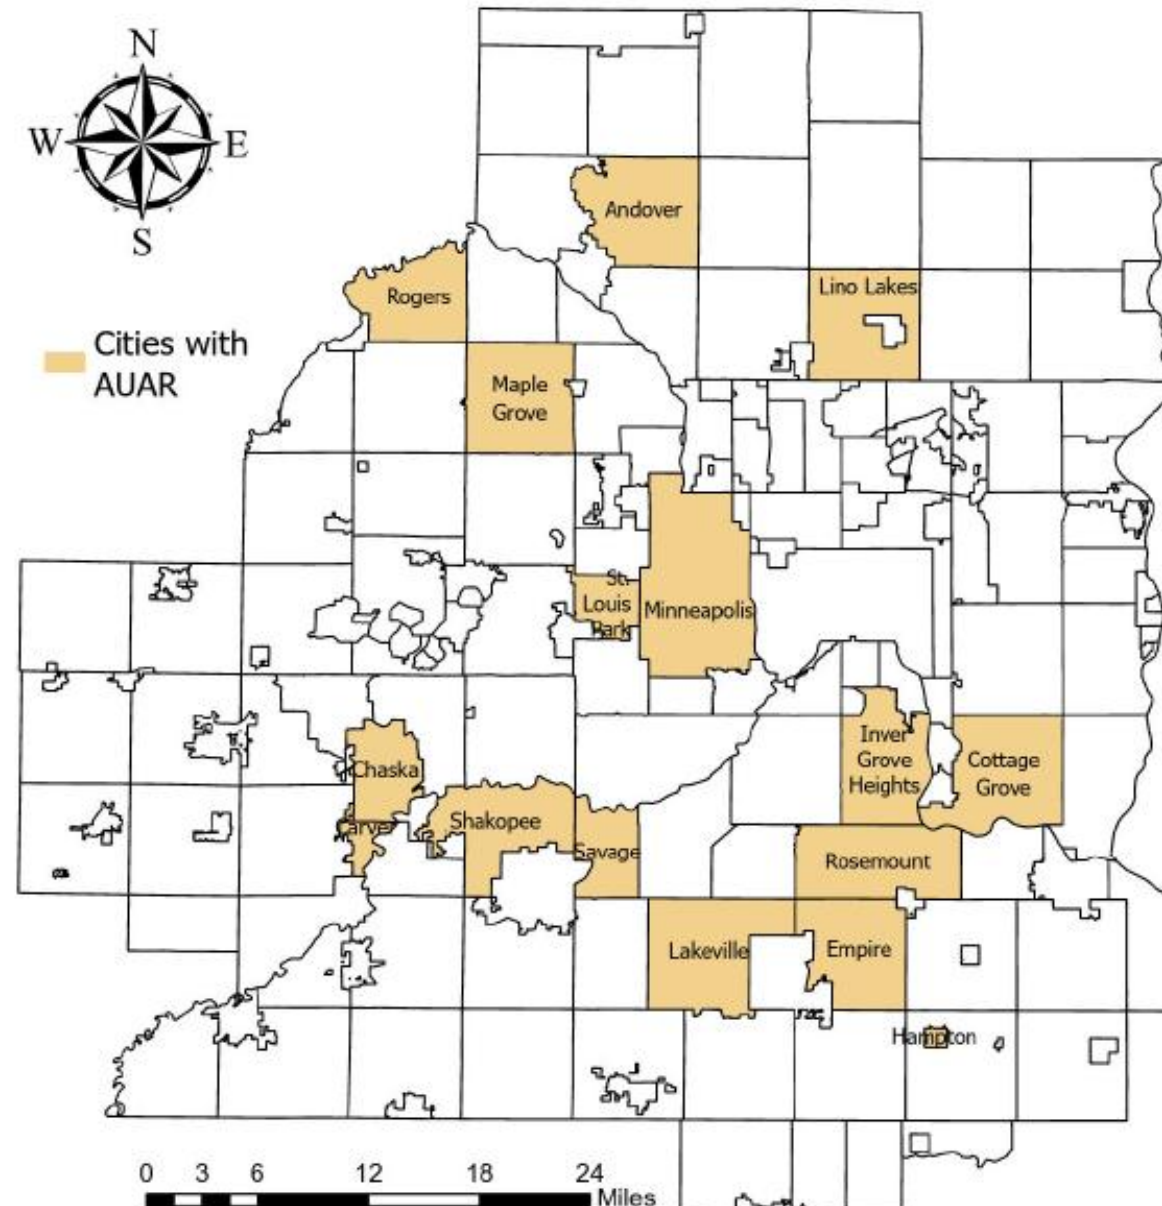 N
W E
S
Cities with
AUAR
Andover
Rogers
Lino Lakes
Maple
Grove
St.
Louis
Park
Minneapolis
Inver
Grove
Heights
Cottage
Grove
Chaska
Carver
Shakopee
Savage
Rosemount
Lakeville
Empire
Hampton
0 3 6 12 18 24
Miles